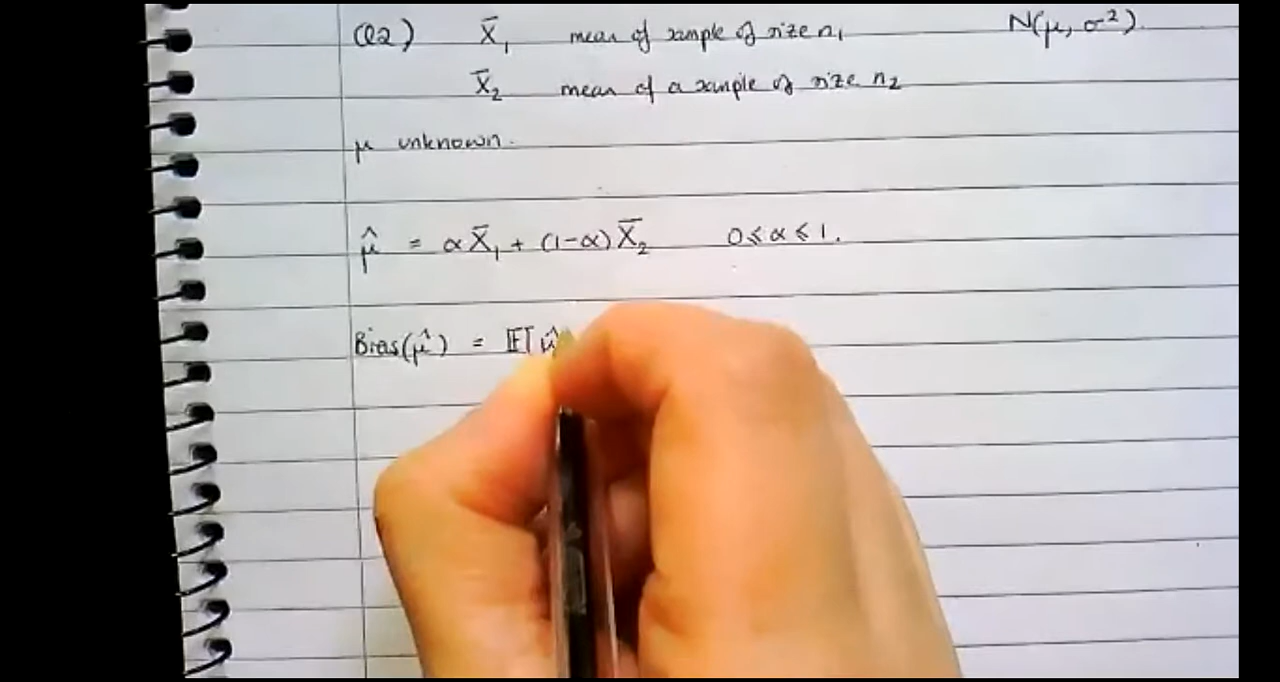 Q2) X̄₁ mean of sample of size n₁ N(μ, σ²).
X̄₂ mean of a sample of size n₂
μ unknown.
μ̂ = αX̄₁ + (1-α)X̄₂ 0≤α≤1.
Bias(μ̂) = 𝔼[μ̂